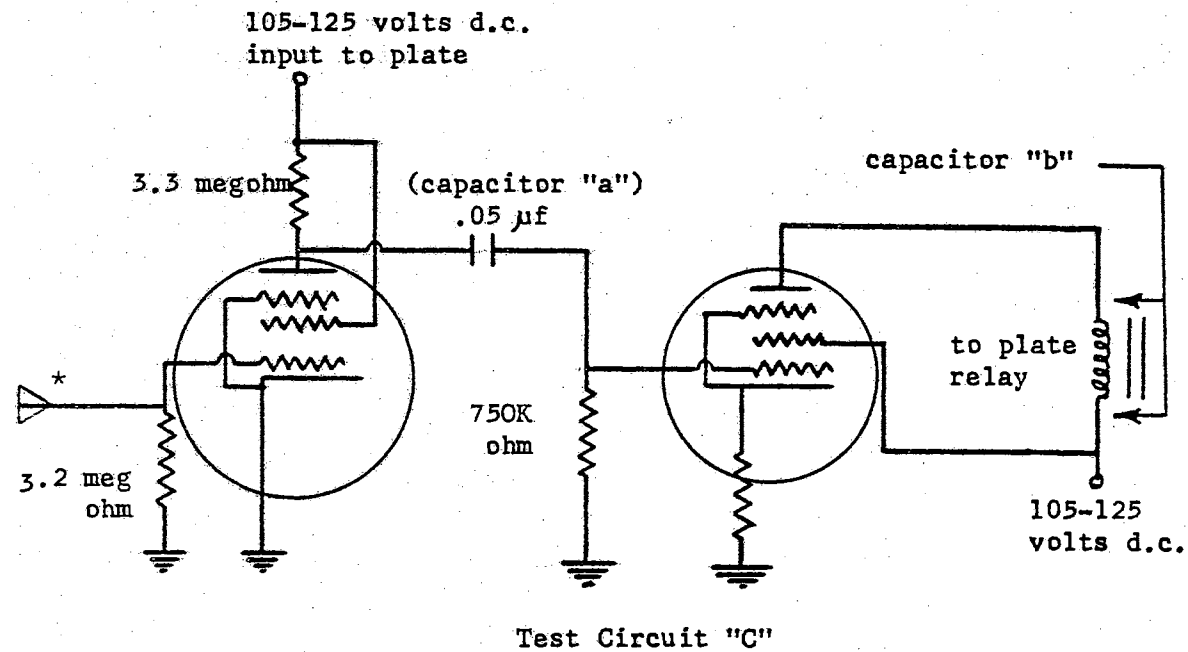 105-125 volts d.c.
input to plate
3.3 megohm
(capacitor "a")
.05 µf
capacitor "b"
to plate
relay
*
750K
ohm
3.2 meg
ohm
105-125
volts d.c.
Test Circuit "C"